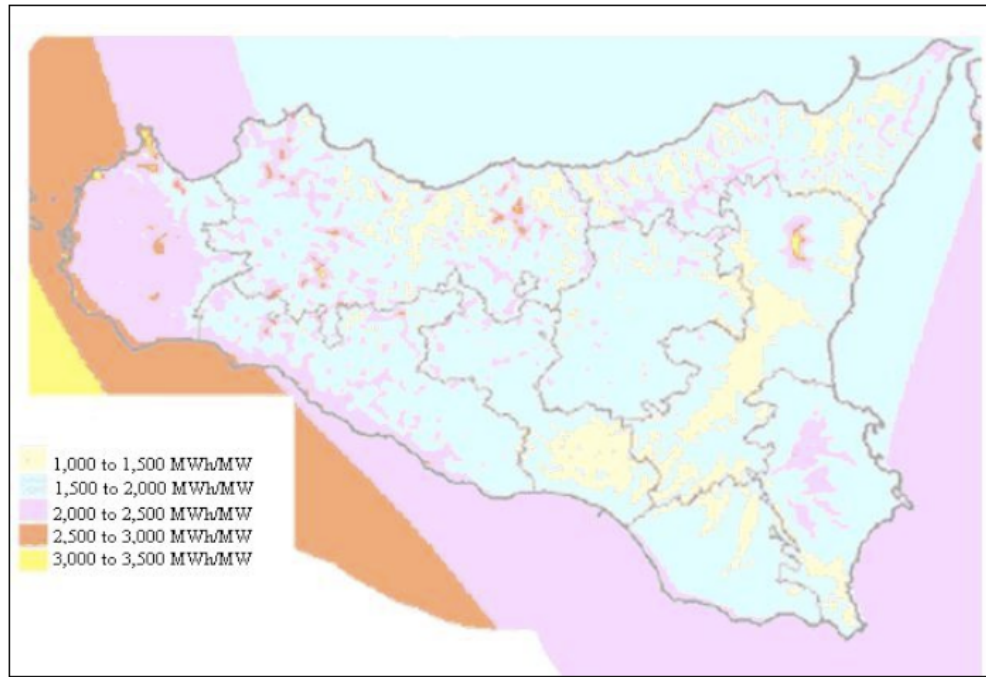 1,000 to 1,500 MWh/MW
1,500 to 2,000 MWh/MW
2,000 to 2,500 MWh/MW
2,500 to 3,000 MWh/MW
3,000 to 3,500 MWh/MW